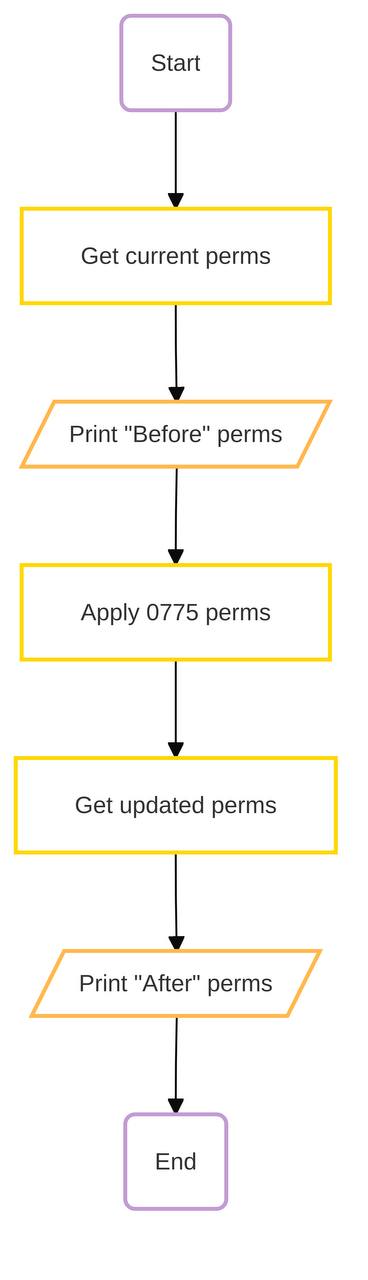 Start
Get current perms
Print "Before" perms
Apply 0775 perms
Get updated perms
Print "After" perms
End